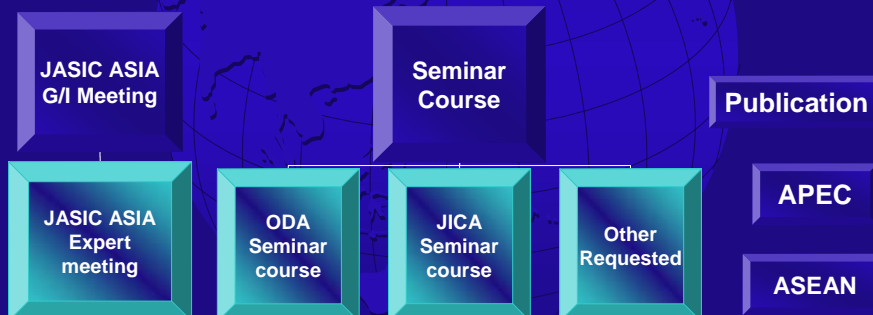 JASIC ASIA
G/I Meeting
Seminar
Course
Publication
JASIC ASIA
Expert
meeting
ODA
Seminar
course
JICA
Seminar
course
Other
Requested
APEC
ASEAN